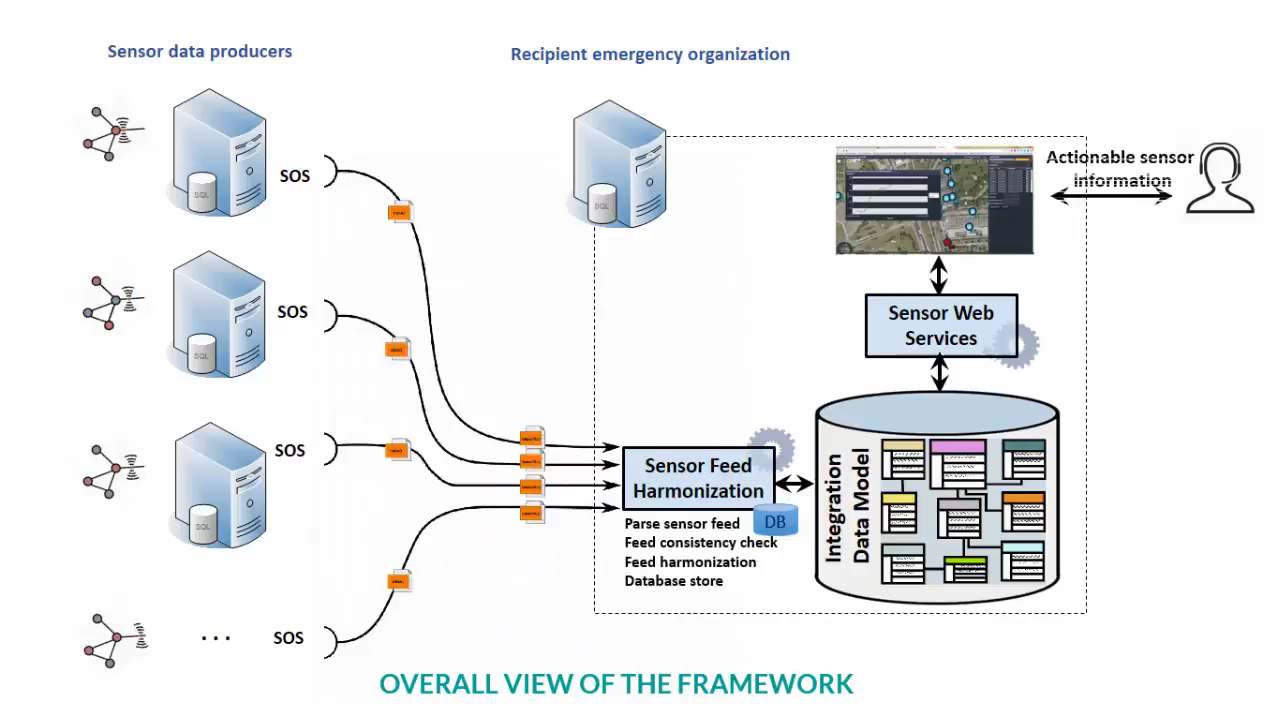 Sensor data producers
Recipient emergency organization
SOS
SQL
SOS
SQL
SOS
SQL
. . . SOS
SQL
Actionable sensor
information
Sensor Web
Services
Sensor Feed
Harmonization
DB
Parse sensor feed
Feed consistency check
Feed harmonization
Database store
Integration
Data Model
OVERALL VIEW OF THE FRAMEWORK